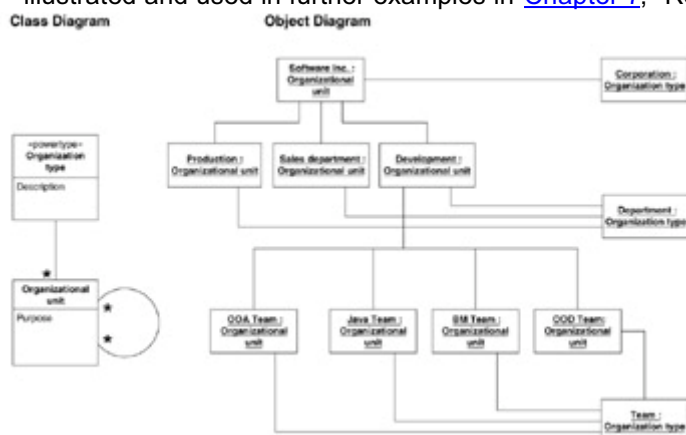 illustrated and used in further examples in Chapter 7,
Class Diagram
Object Diagram
Software Inc. :
Organizational
unit
Corporation :
Organization type
«powertype»
Organization
type
Description
Production :
Organizational unit
Sales department :
Organizational unit
Development :
Organizational unit
Department :
Organization type
*
Organizational
unit
Purpose
*
*
OOA Team :
Organizational
unit
Java Team :
Organizational
unit
BM Team :
Organizational
unit
OOD Team:
Organizational
unit
Team :
Organization type